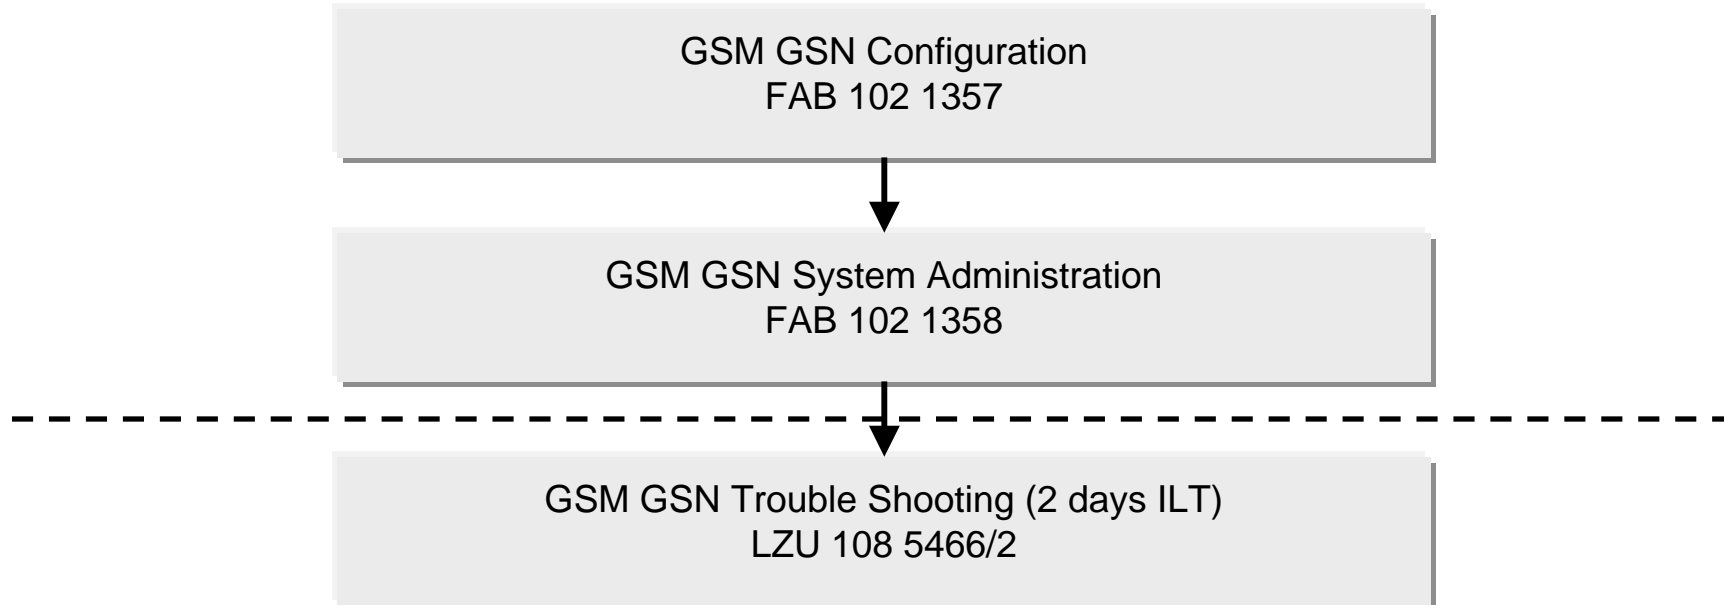 GSM GSN Configuration
FAB 102 1357
GSM GSN System Administration
FAB 102 1358
GSM GSN Trouble Shooting (2 days ILT)
LZU 108 5466/2